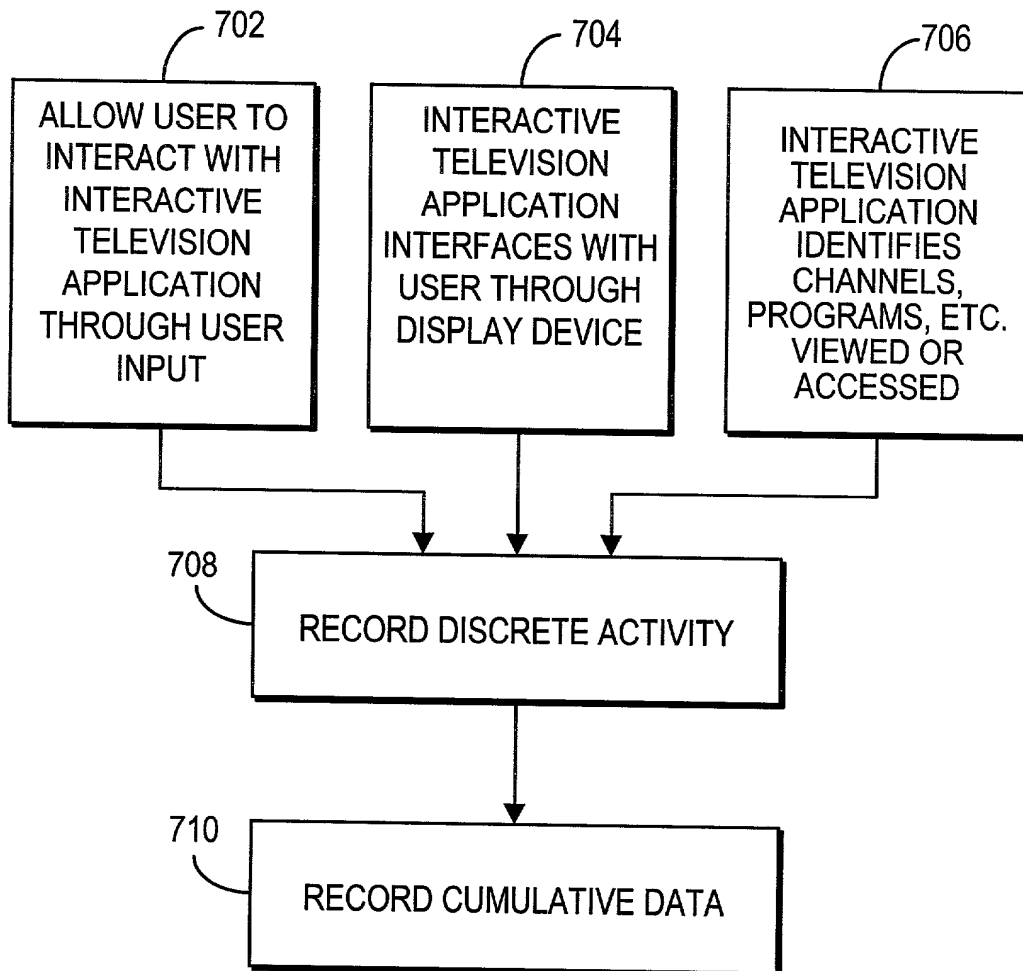 702
ALLOW USER TO
INTERACT WITH
INTERACTIVE
TELEVISION
APPLICATION
THROUGH USER
INPUT
704
INTERACTIVE
TELEVISION
APPLICATION
INTERFACES WITH
USER THROUGH
DISPLAY DEVICE
706
INTERACTIVE
TELEVISION
APPLICATION
IDENTIFIES
CHANNELS,
PROGRAMS, ETC.
VIEWED OR
ACCESSED
708
RECORD DISCRETE ACTIVITY
710
RECORD CUMULATIVE DATA